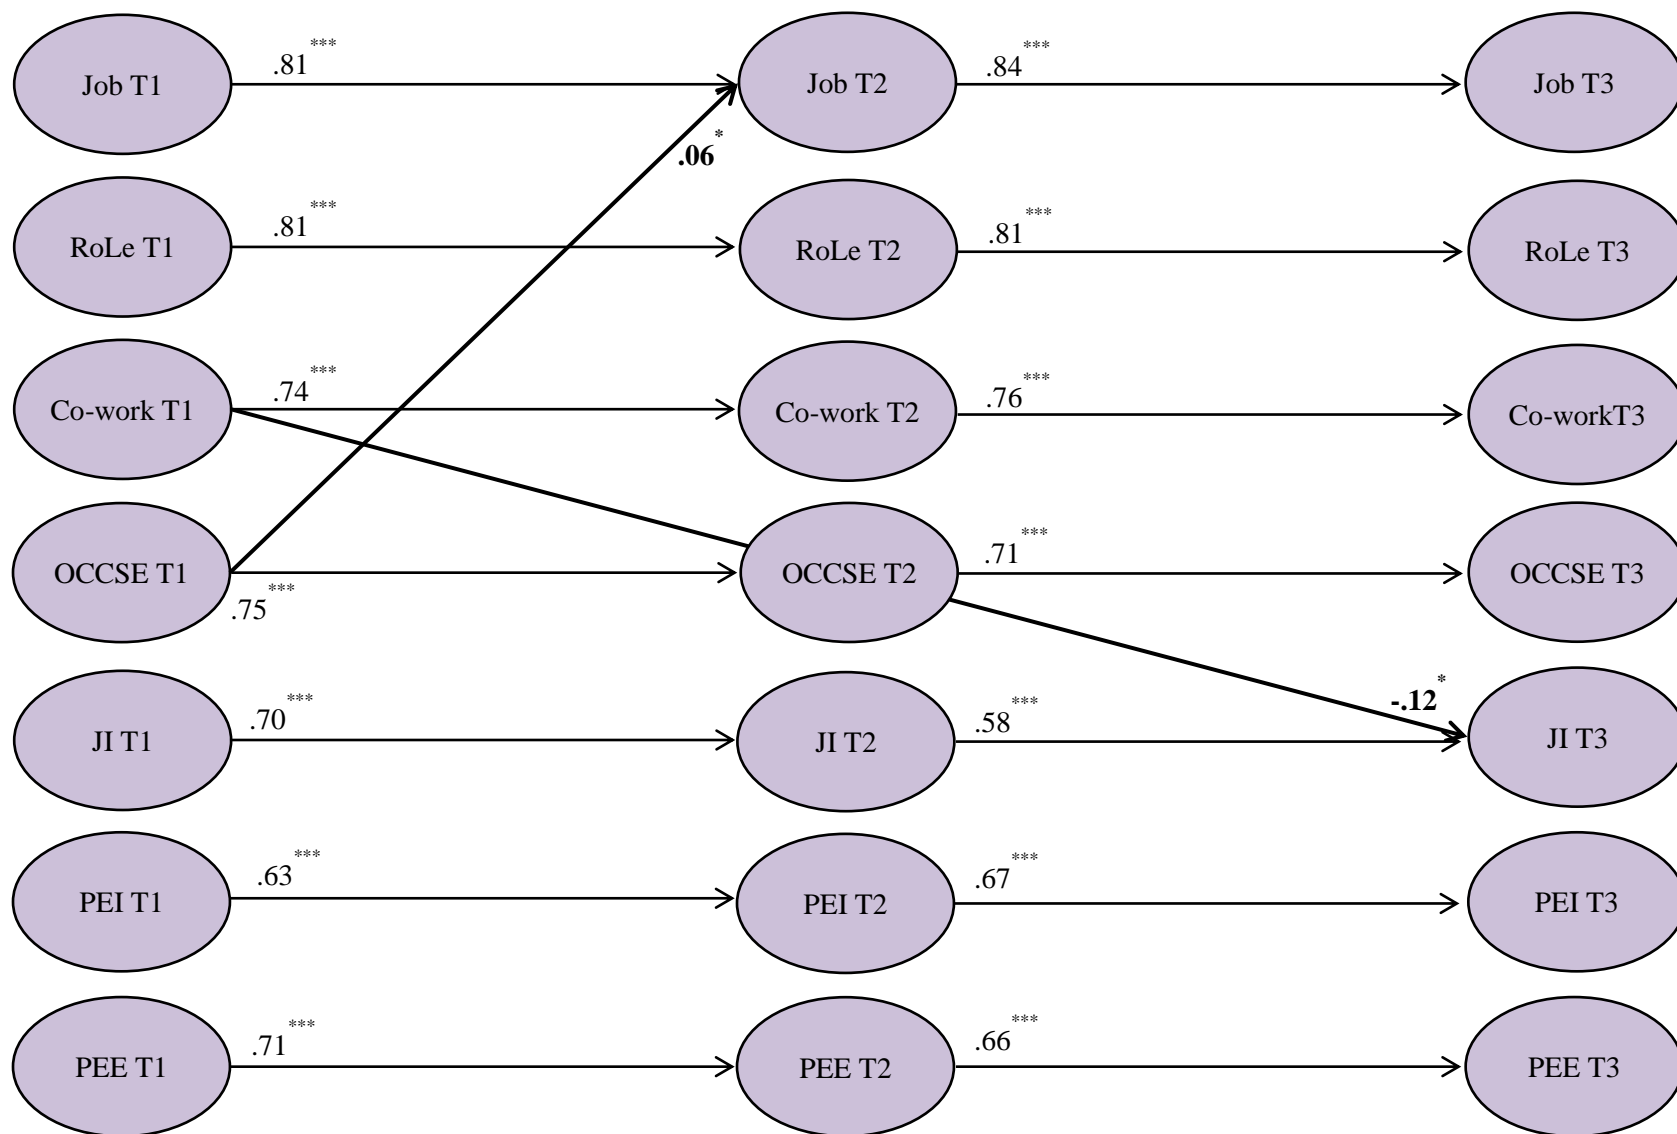 Job T1
.81***
Job T2
.84***
Job T3
.06*
RoLe T1
.81***
RoLe T2
.81***
RoLe T3
Co-work T1
.74***
Co-work T2
.76***
Co-workT3
OCCSE T1
.75***
OCCSE T2
.71***
OCCSE T3
-.12*
JI T1
.70***
JI T2
.58***
JI T3
PEI T1
.63***
PEI T2
.67***
PEI T3
PEE T1
.71***
PEE T2
.66***
PEE T3